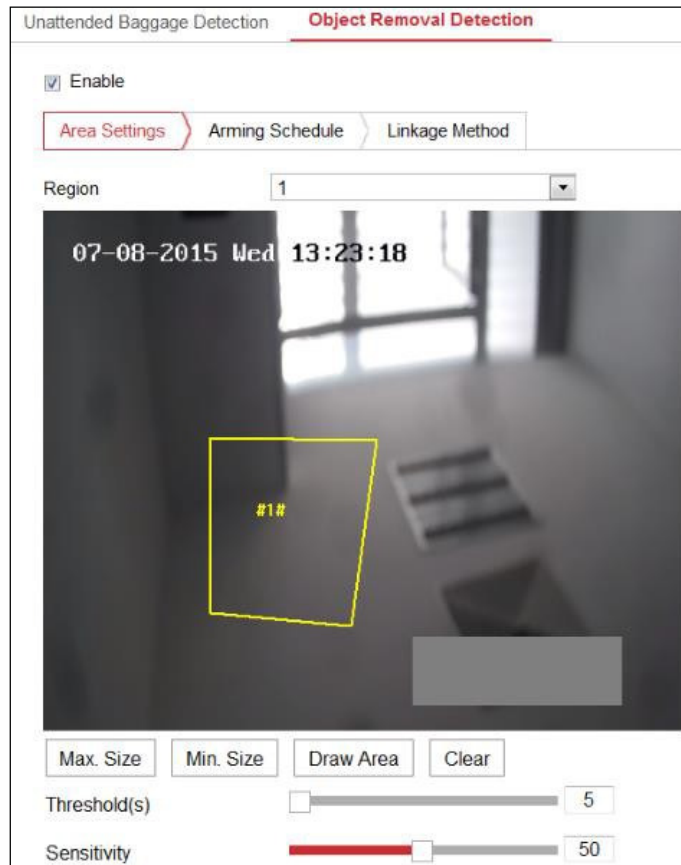 Unattended Baggage Detection Object Removal Detection
Enable
Area Settings Arming Schedule Linkage Method
Region 1
07-08-2015 Wed 13:23:18
#1#
Max. Size Min. Size Draw Area Clear
Threshold(s) 5
Sensitivity 50